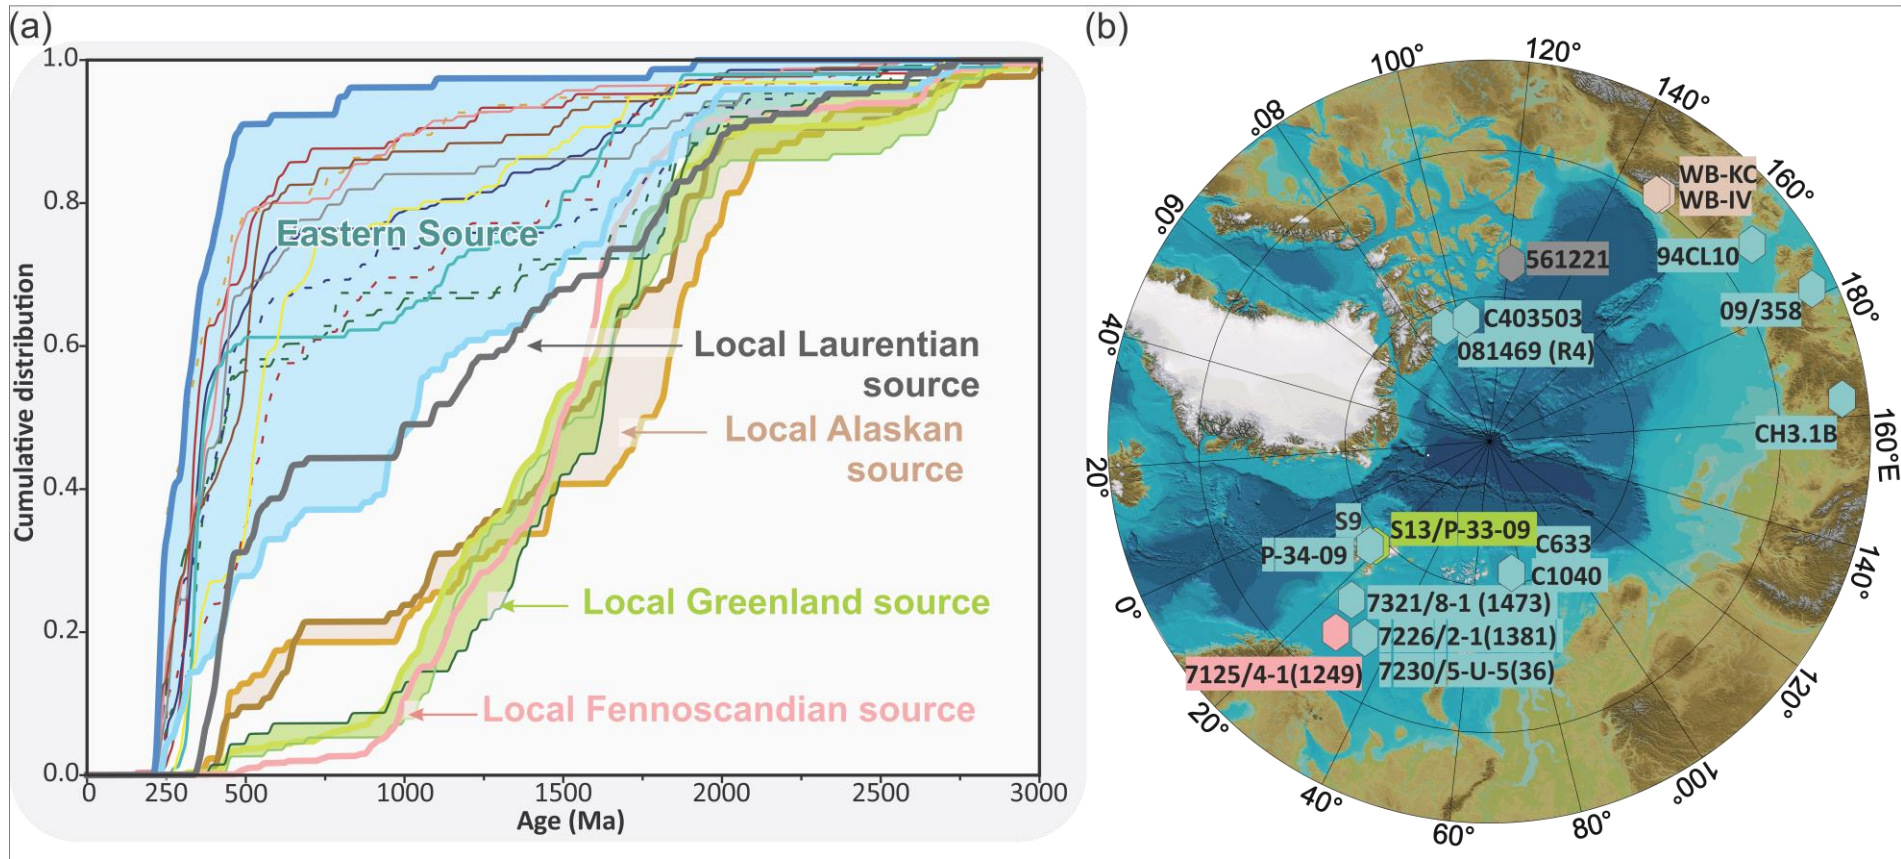 (a)
1.0
0.8
0.6
0.4
0.2
0.0
Cumulative distribution
0
250
500
1000
1500
2000
2500
3000
Age (Ma)
Eastern Source
Local Laurentian
source
Local Alaskan
source
Local Greenland source
Local Fennoscandian source
(b)
100°
120°
140°
160°
180°
160°E
140°
120°
100°
80°
60°
40°
20°
0°
20°
40°
60°
80°
WB-KC
WB-IV
94CL10
09/358
CH3.1B
561221
C403503
081469 (R4)
S9
P-34-09
S13/P-33-09
C633
C1040
7321/8-1 (1473)
7226/2-1(1381)
7230/5-U-5(36)
7125/4-1(1249)